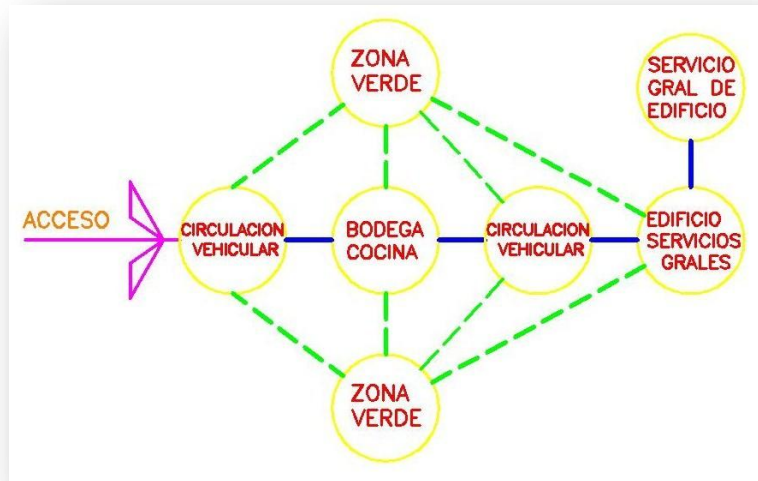 ZONA
VERDE
SERVICIO
GRAL DE
EDIFICIO
ACCESO
CIRCULACION
VEHICULAR
BODEGA
COCINA
CIRCULACION
VEHICULAR
EDIFICIO
SERVICIOS
GRALES
ZONA
VERDE